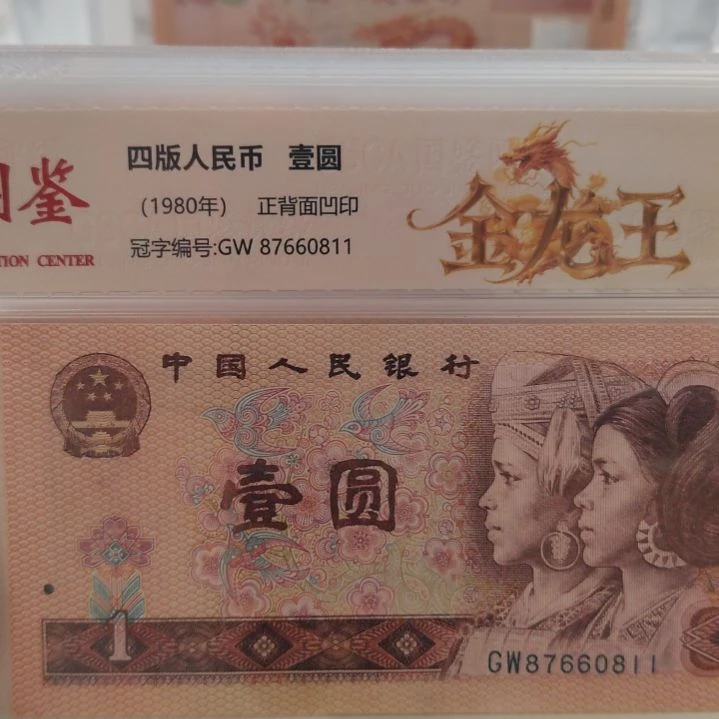 鉴
TION CENTER
四版人民币 壹圆
(1980年) 正背面凹印
冠字编号:GW 87660811
金龙王
中国人民银行
壹圆
1
GW87660811